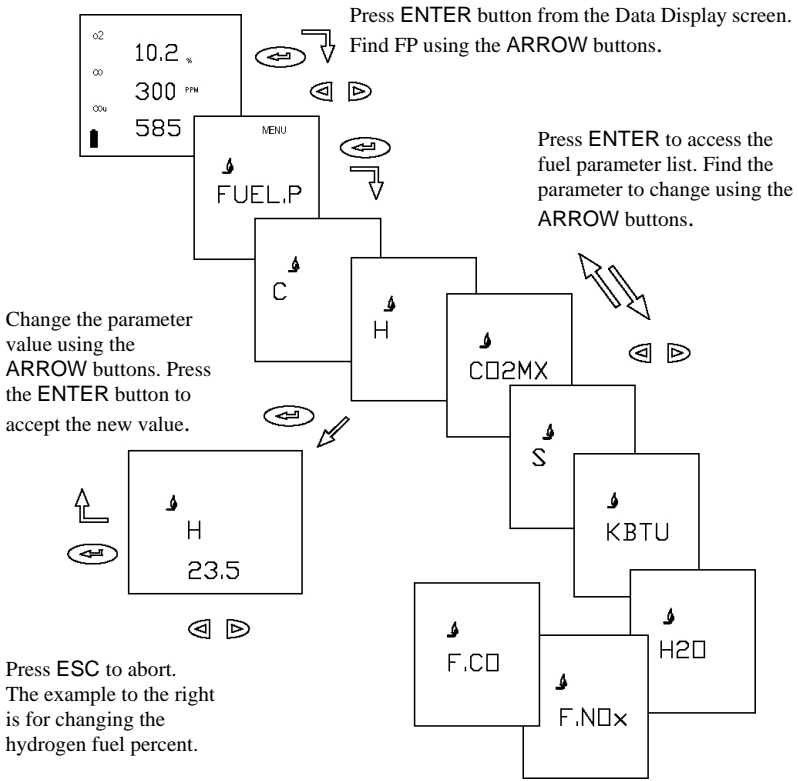 Press ENTER button from the Data Display screen.
Find FP using the ARROW buttons.
o2
10.2 %
co
300 PPM
co
585
MENU
FUEL.P
Press ENTER to access the
fuel parameter list. Find the
parameter to change using the
ARROW buttons.
C
H
CO2MX
S
KBTU
H2O
F.NOx
F.CO
Change the parameter
value using the
ARROW buttons. Press
the ENTER button to
accept the new value.
H
23.5
Press ESC to abort.
The example to the right
is for changing the
hydrogen fuel percent.